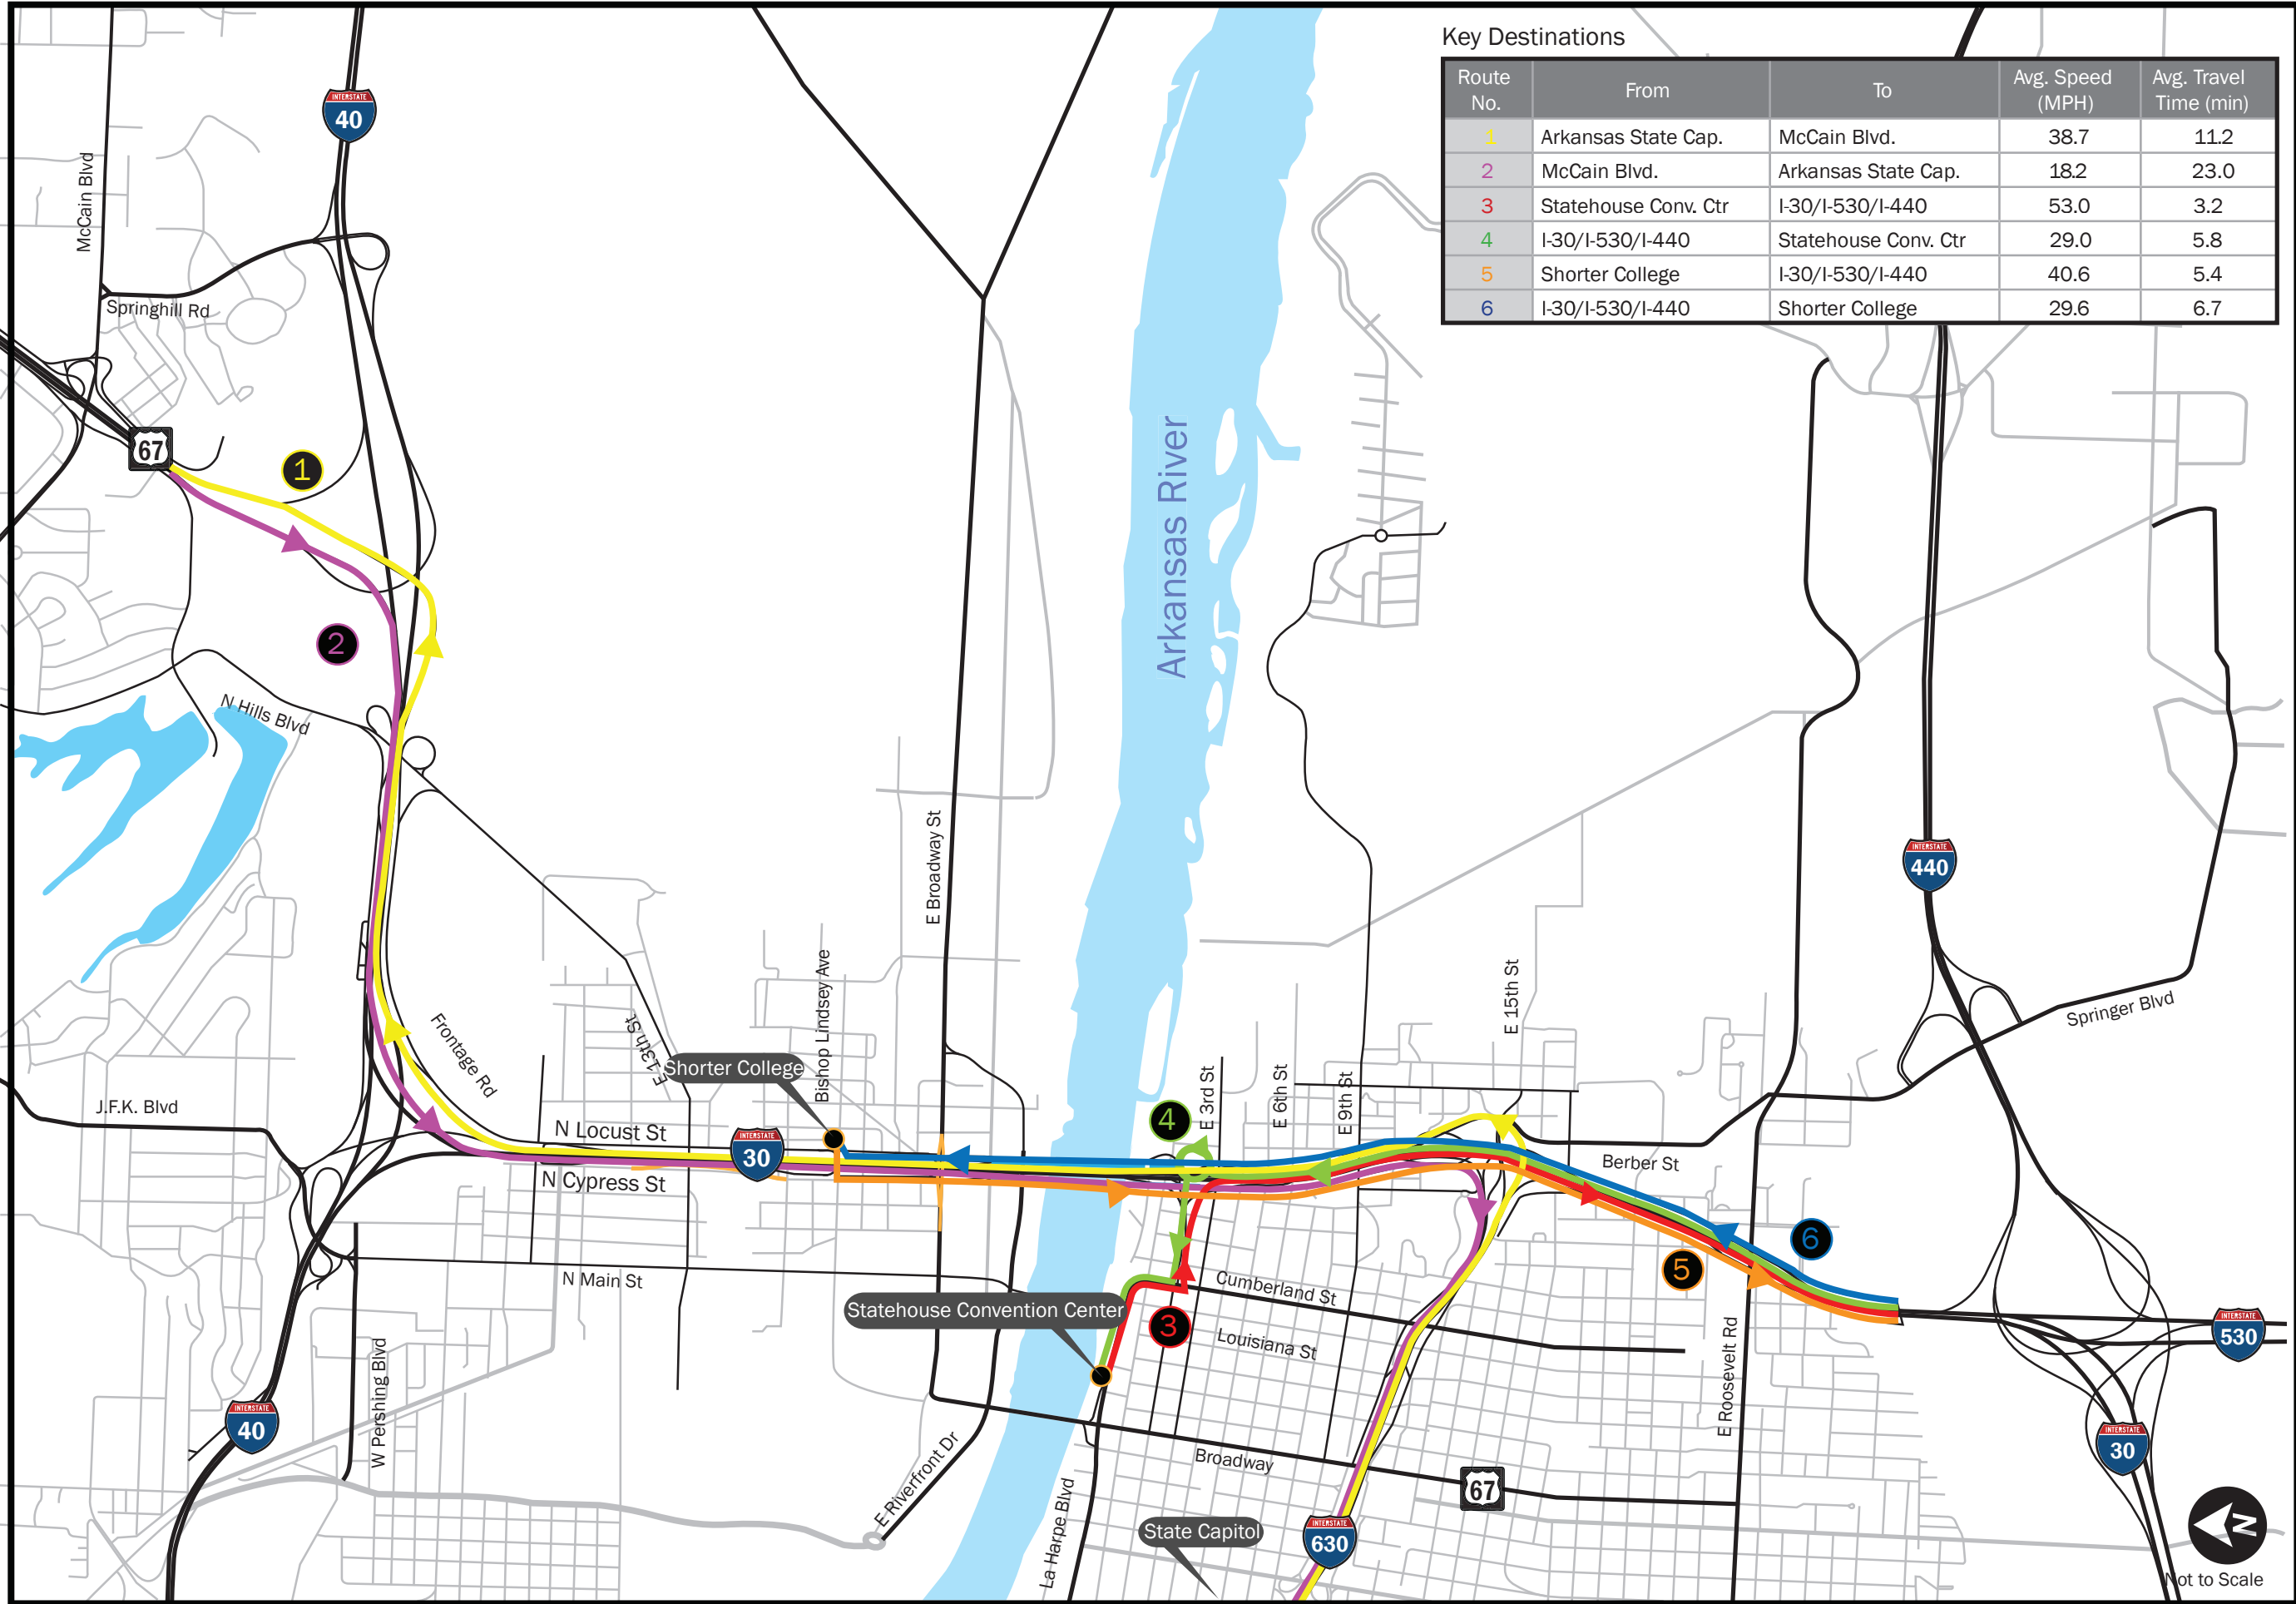 Key Destinations
Route No. From To Avg. Speed (MPH) Avg. Travel Time (min)
1 Arkansas State Cap. McCain Blvd. 38.7 11.2
2 McCain Blvd. Arkansas State Cap. 18.2 23.0
3 Statehouse Conv. Ctr I-30/I-530/I-440 53.0 3.2
4 I-30/I-530/I-440 Statehouse Conv. Ctr 29.0 5.8
5 Shorter College I-30/I-530/I-440 40.6 5.4
6 I-30/I-530/I-440 Shorter College 29.6 6.7
INTERSTATE
40
McCain Blvd
Springhill Rd
67
1
2
N Hills Blvd
Arkansas River
E Broadway St
INTERSTATE
440
Springer Blvd
Frontage Rd
E 13th St
Bishop Lindsey Ave
Shorter College
J.F.K. Blvd
N Locust St
INTERSTATE
30
N Cypress St
4
E 3rd St
E 6th St
E 9th St
E 15th St
Berber St
6
5
N Main St
Statehouse Convention Center
3
Cumberland St
Louisiana St
E Roosevelt Rd
INTERSTATE
530
W Pershing Blvd
INTERSTATE
40
E Riverfront Dr
La Harpe Blvd
Broadway
67
State Capitol
INTERSTATE
630
INTERSTATE
30
N
Not to Scale